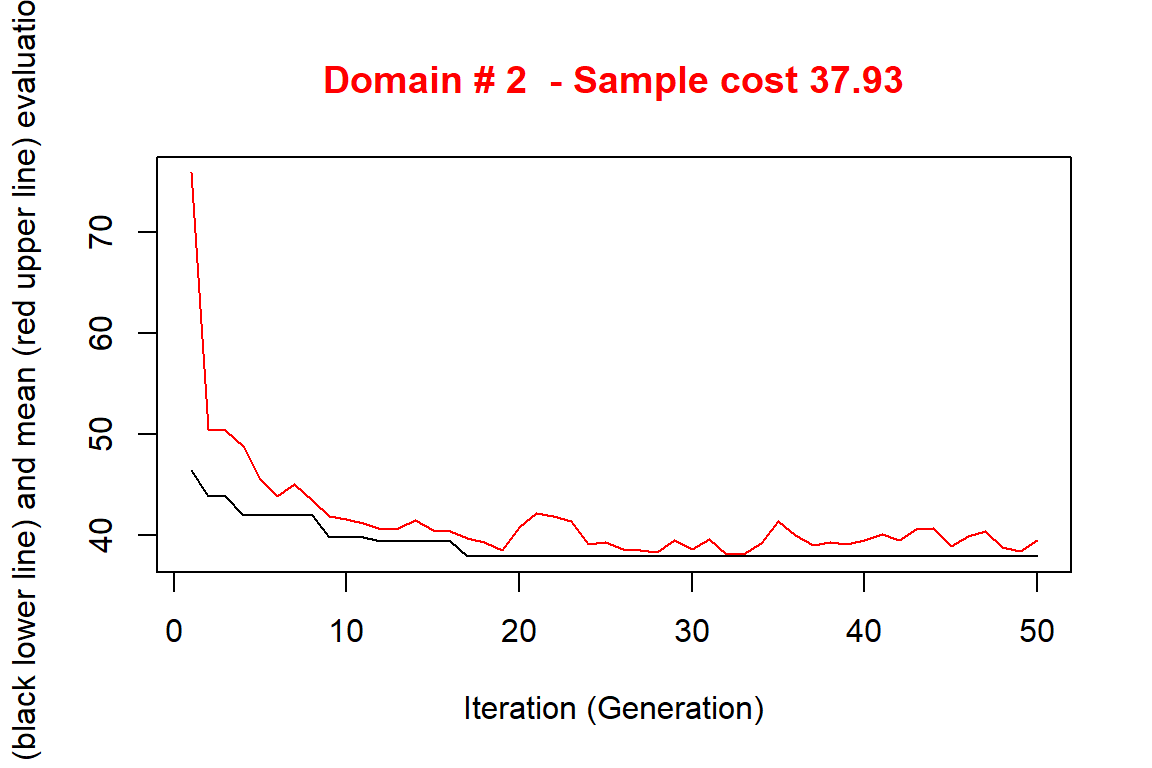 Domain # 2  - Sample cost 37.93
(black lower line) and mean (red upper line)
70
60
50
40
0 10 20 30 40 50
Iteration (Generation)